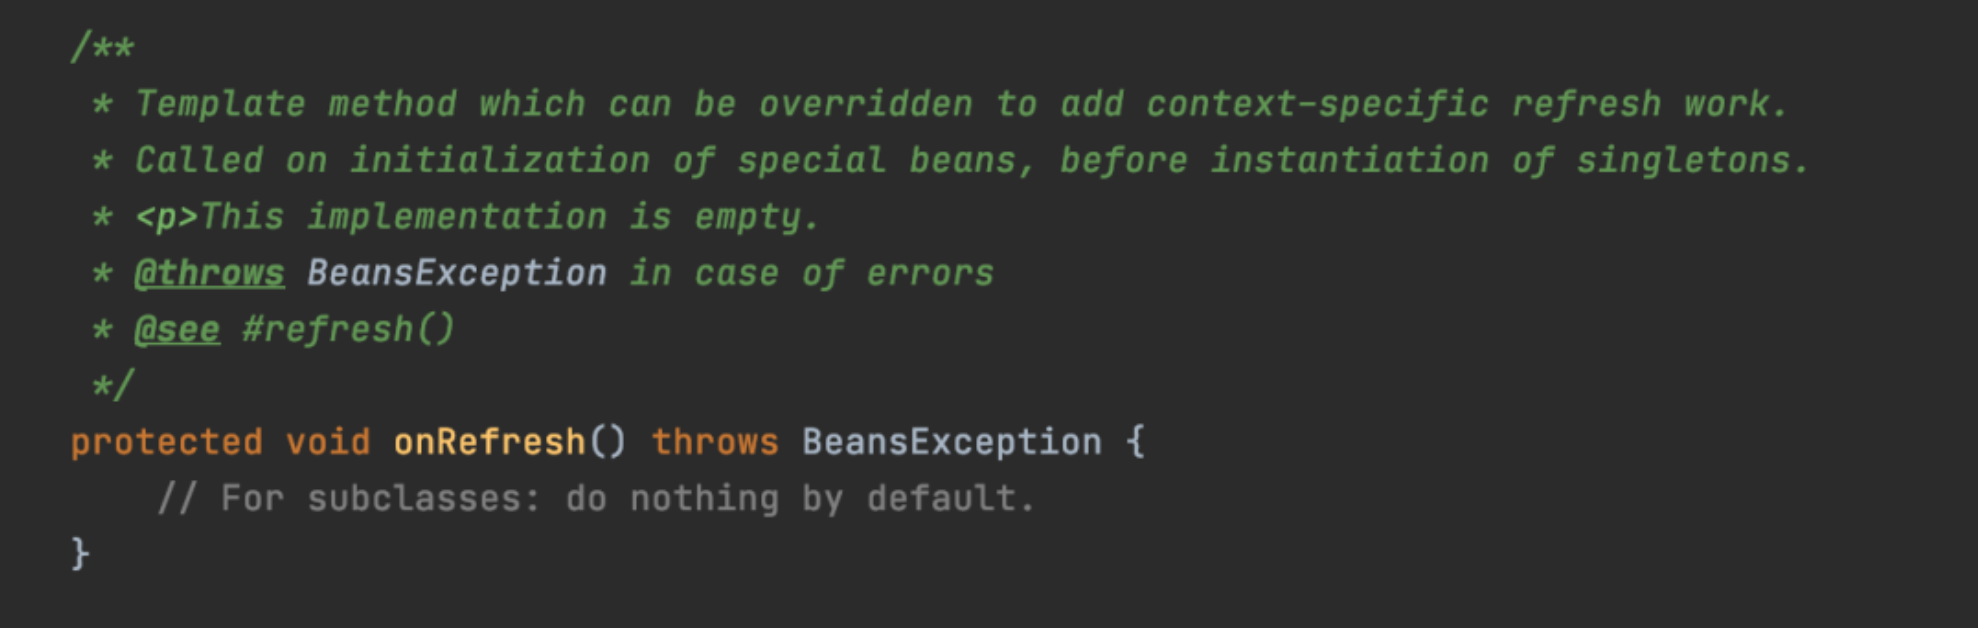 /**
 * Template method which can be overridden to add context-specific refresh work.
 * Called on initialization of special beans, before instantiation of singletons.
 * <p>This implementation is empty.
 * @throws BeansException in case of errors
 * @see #refresh()
 */
protected void onRefresh() throws BeansException {
    // For subclasses: do nothing by default.
}